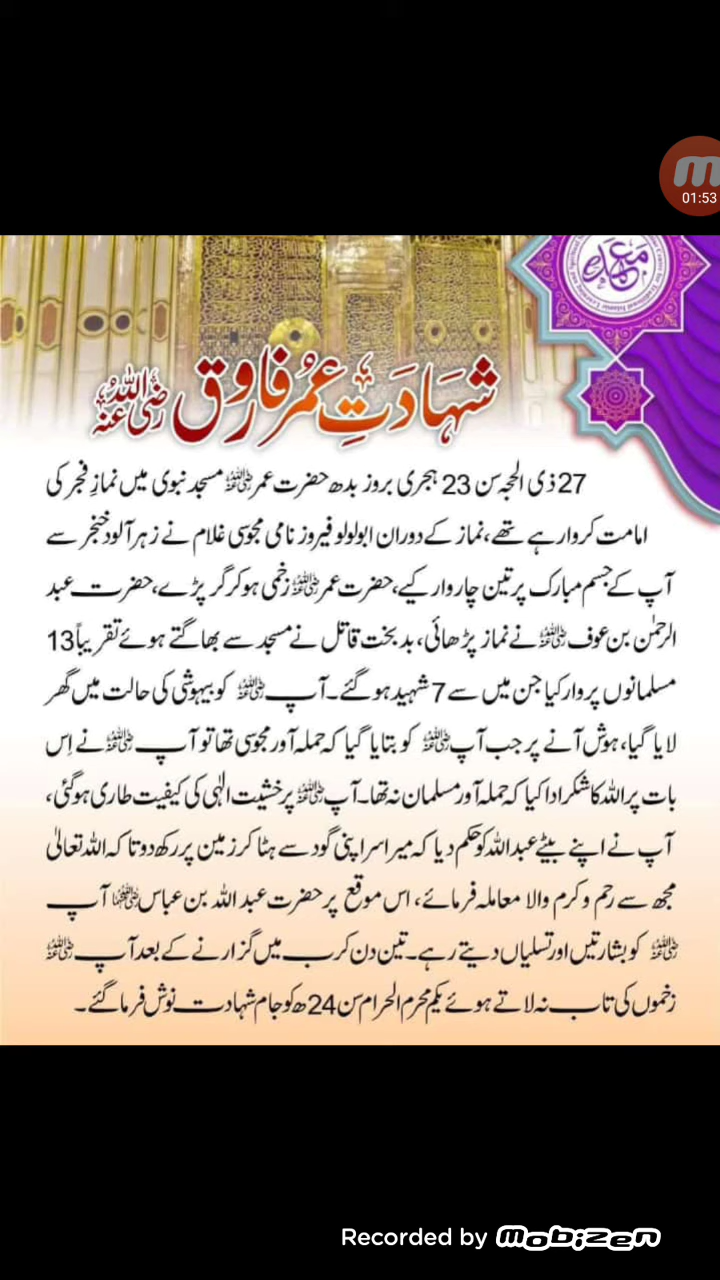 01:53
معہد
شہادتِ عمر فاروق رضی اللہ عنہ
27 ذی الحجہ سن 23 ہجری بروز بدھ حضرت عمر رضی اللہ عنہ مسجد نبوی میں نمازِ فجر کی
امامت کروا رہے تھے، نماز کے دوران ابولولو فیروز نامی مجوسی غلام نے زہر آلود خنجر سے
آپ کے جسم مبارک پر تین چار وار کیے، حضرت عمر رضی اللہ عنہ زخمی ہو کر گر پڑے، حضرت عبد
الرحمٰن بن عوف رضی اللہ عنہ نے نماز پڑھائی، بد بخت قاتل نے مسجد سے بھاگتے ہوئے تقریباً 13
مسلمانوں پر وار کیا جن میں سے 7 شہید ہو گئے۔ آپ رضی اللہ عنہ کو بیہوشی کی حالت میں گھر
لایا گیا، ہوش آنے پر جب آپ رضی اللہ عنہ کو بتایا گیا کہ حملہ آور مجوسی تھا تو آپ رضی اللہ عنہ نے اِس
بات پر اللہ کا شکر ادا کیا کہ حملہ آور مسلمان نہ تھا۔ آپ رضی اللہ عنہ پر خشیت الٰہی کی کیفیت طاری ہو گئی،
آپ نے اپنے بیٹے عبداللہ کو حکم دیا کہ میرا سر اپنی گود سے ہٹا کر زمین پر رکھ دو تا کہ اللہ تعالیٰ
مجھ سے رحم و کرم والا معاملہ فرمائے، اس موقع پر حضرت عبد اللہ بن عباس رضی اللہ عنہما آپ
رضی اللہ عنہ کو بشارتیں اور تسلیاں دیتے رہے۔ تین دن کرب میں گزارنے کے بعد آپ رضی اللہ عنہ
زخموں کی تاب نہ لاتے ہوئے یکم محرم الحرام سن 24ھ کو جام شہادت نوش فرما گئے۔
Recorded by Mobizen